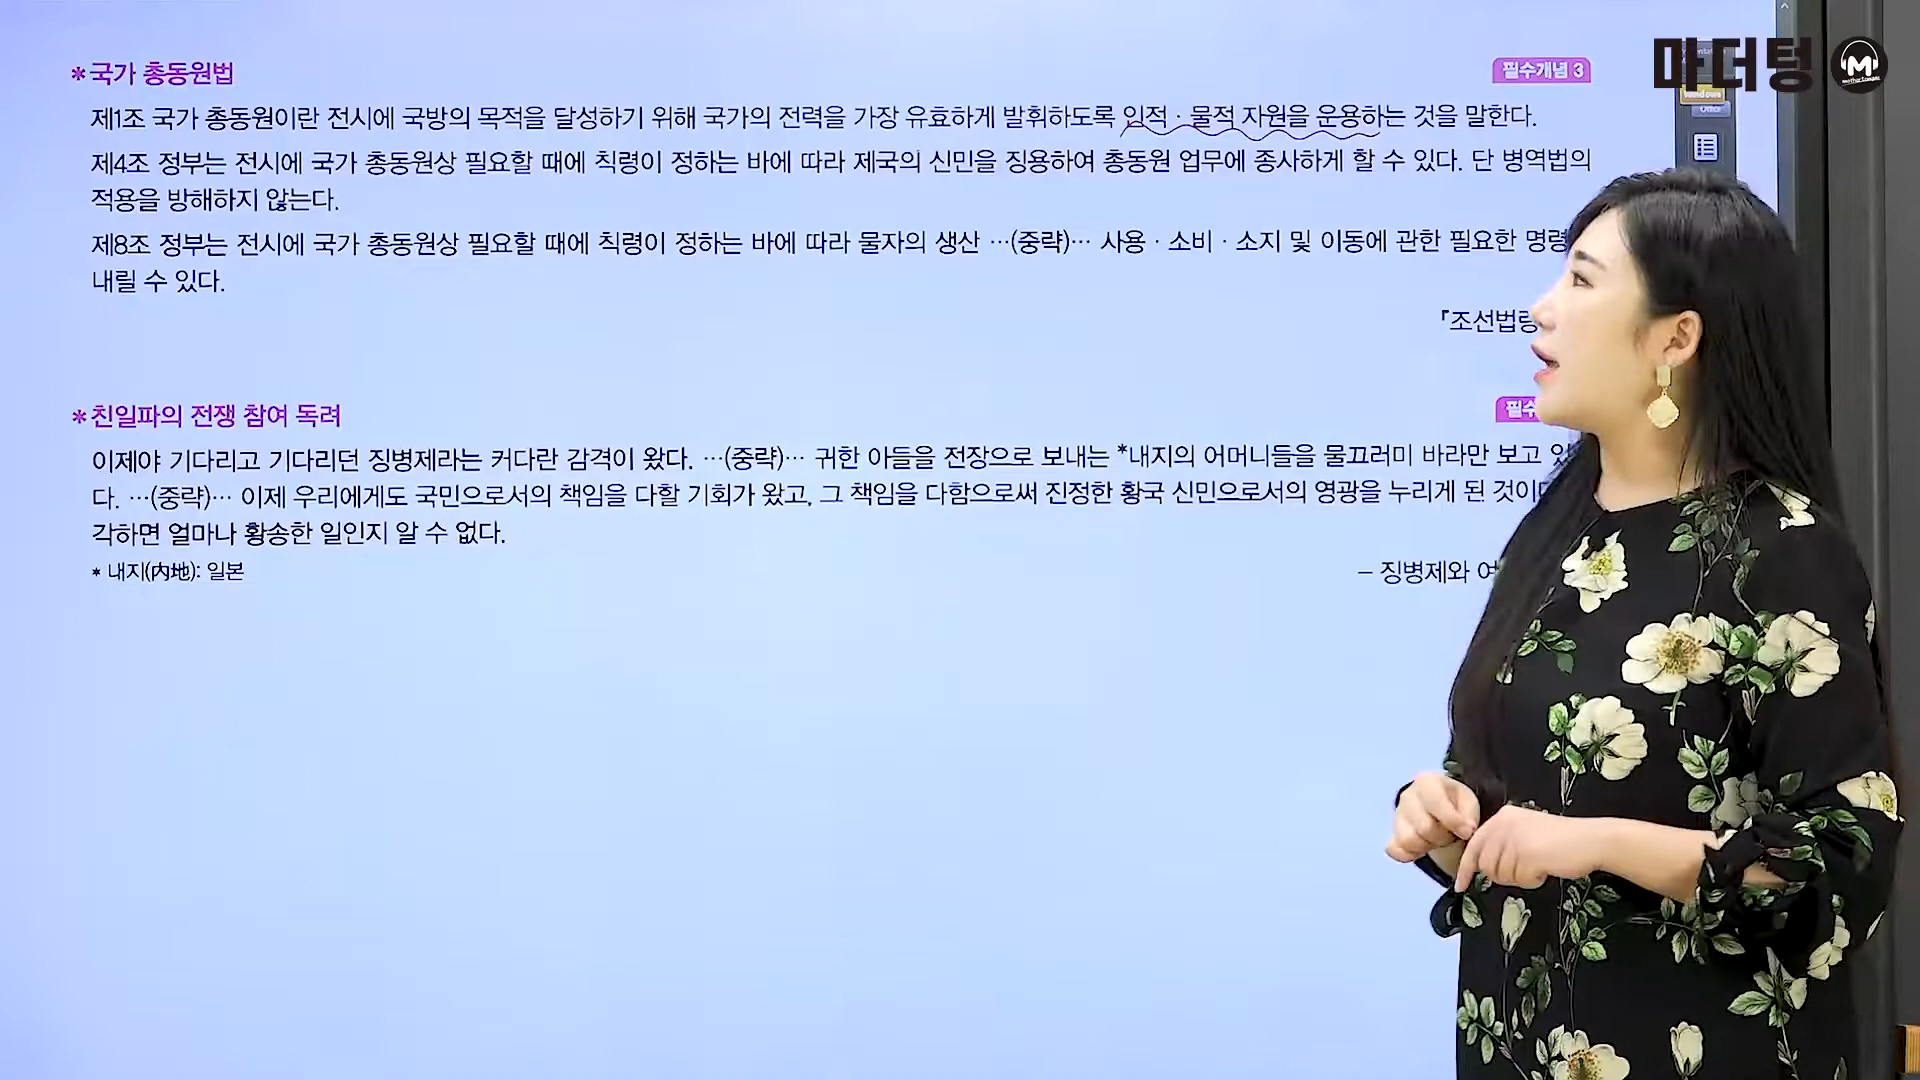 마더텅
*국가 총동원법
필수개념 3
제1조 국가 총동원이란 전시에 국방의 목적을 달성하기 위해 국가의 전력을 가장 유효하게 발휘하도록 인적·물적 자원을 운용하는 것을 말한다.
제4조 정부는 전시에 국가 총동원상 필요할 때에 칙령이 정하는 바에 따라 제국의 신민을 징용하여 총동원 업무에 종사하게 할 수 있다. 단 병역법의
적용을 방해하지 않는다.
제8조 정부는 전시에 국가 총동원상 필요할 때에 칙령이 정하는 바에 따라 물자의 생산 …(중략)… 사용·소비·소지 및 이동에 관한 필요한 명령
내릴 수 있다.
『조선법령
*친일파의 전쟁 참여 독려
필수
이제야 기다리고 기다리던 징병제라는 커다란 감격이 왔다. …(중략)… 귀한 아들을 전장으로 보내는 *내지의 어머니들을 물끄러미 바라만 보고 있
다. …(중략)… 이제 우리에게도 국민으로서의 책임을 다할 기회가 왔고, 그 책임을 다함으로써 진정한 황국 신민으로서의 영광을 누리게 된 것이다
각하면 얼마나 황송한 일인지 알 수 없다.
* 내지(内地): 일본
– 징병제와 여